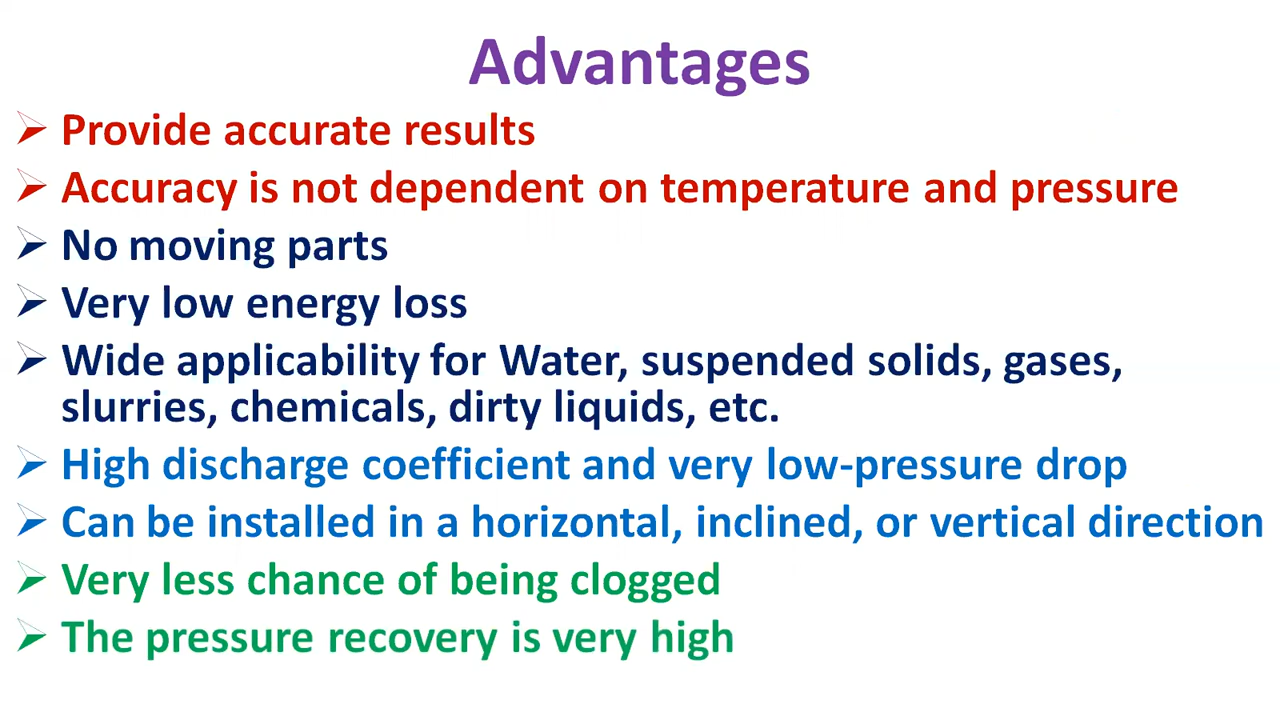 Advantages
Provide accurate results
Accuracy is not dependent on temperature and pressure
No moving parts
Very low energy loss
Wide applicability for Water, suspended solids, gases,
slurries, chemicals, dirty liquids, etc.
High discharge coefficient and very low-pressure drop
Can be installed in a horizontal, inclined, or vertical direction
Very less chance of being clogged
The pressure recovery is very high